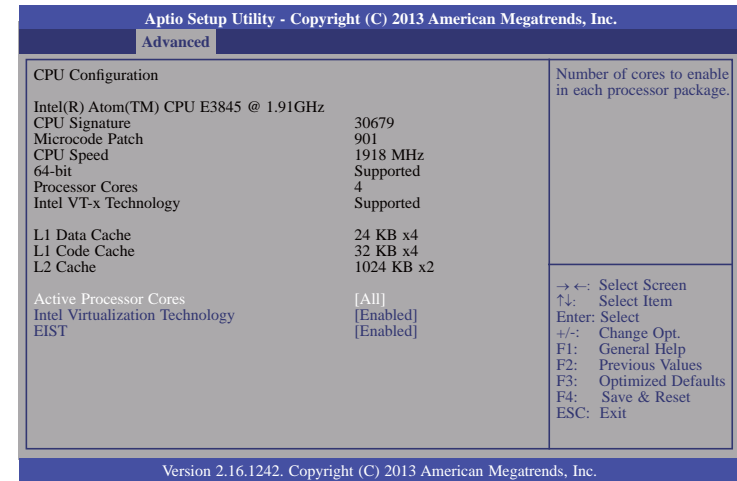 Aptio Setup Utility - Copyright (C) 2013 American Megatrends, Inc.
Advanced
CPU Configuration
Intel(R) Atom(TM) CPU E3845 @ 1.91GHz
CPU Signature 30679
Microcode Patch 901
CPU Speed 1918 MHz
64-bit Supported
Processor Cores 4
Intel VT-x Technology Supported
L1 Data Cache 24 KB x4
L1 Code Cache 32 KB x4
L2 Cache 1024 KB x2
Active Processor Cores [All]
Intel Virtualization Technology [Enabled]
EIST [Enabled]
Number of cores to enable
in each processor package.
→ ←: Select Screen
↑↓: Select Item
Enter: Select
+/-: Change Opt.
F1: General Help
F2: Previous Values
F3: Optimized Defaults
F4: Save & Reset
ESC: Exit
Version 2.16.1242. Copyright (C) 2013 American Megatrends, Inc.